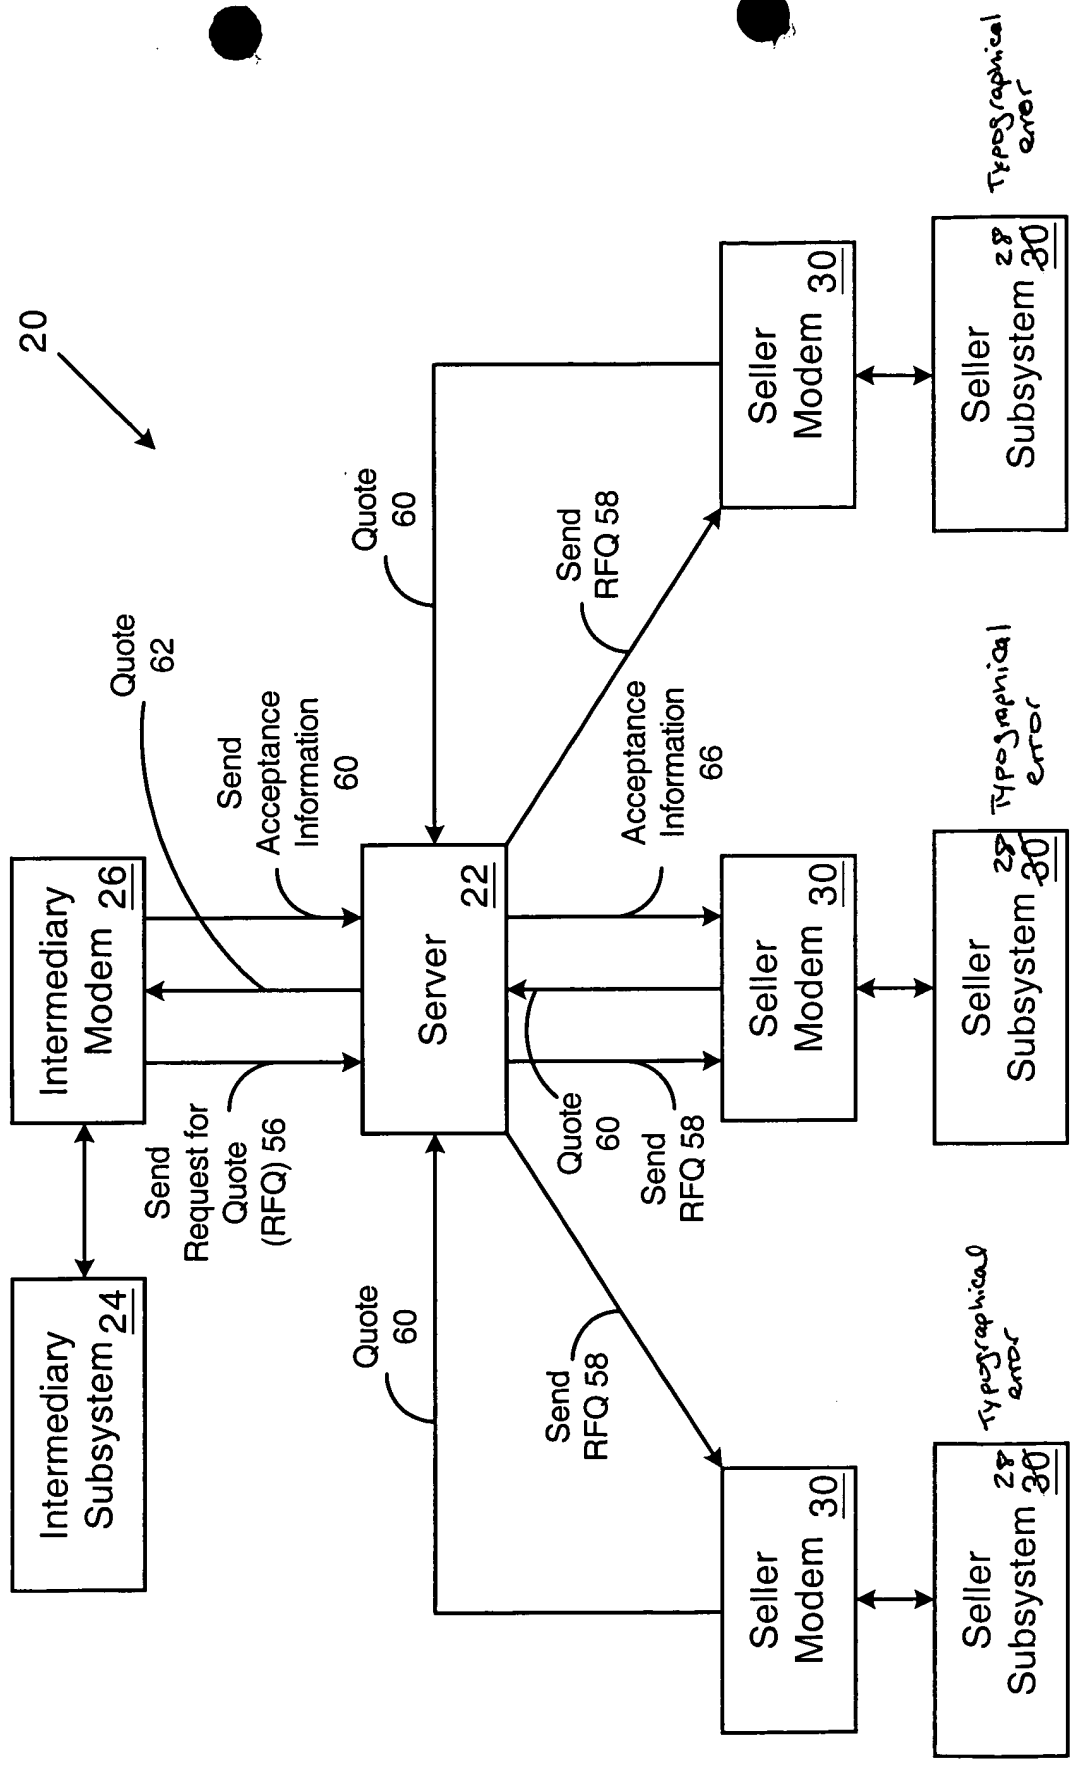 20
Intermediary
Subsystem 24
Intermediary
Modem 26
Send
Request for
Quote
(RFQ) 56
Quote
62
Send
Acceptance
Information
60
Server
22
Quote
60
Quote
60
Send
RFQ 58
Quote
60
Send
RFQ 58
Acceptance
Information
66
Send
RFQ 58
Seller
Modem 30
Seller
Modem 30
Seller
Modem 30
Seller
Subsystem 30
28
Typographical
error
Seller
Subsystem 30
28
Typographical
error
Seller
Subsystem 30
28
Typographical
error